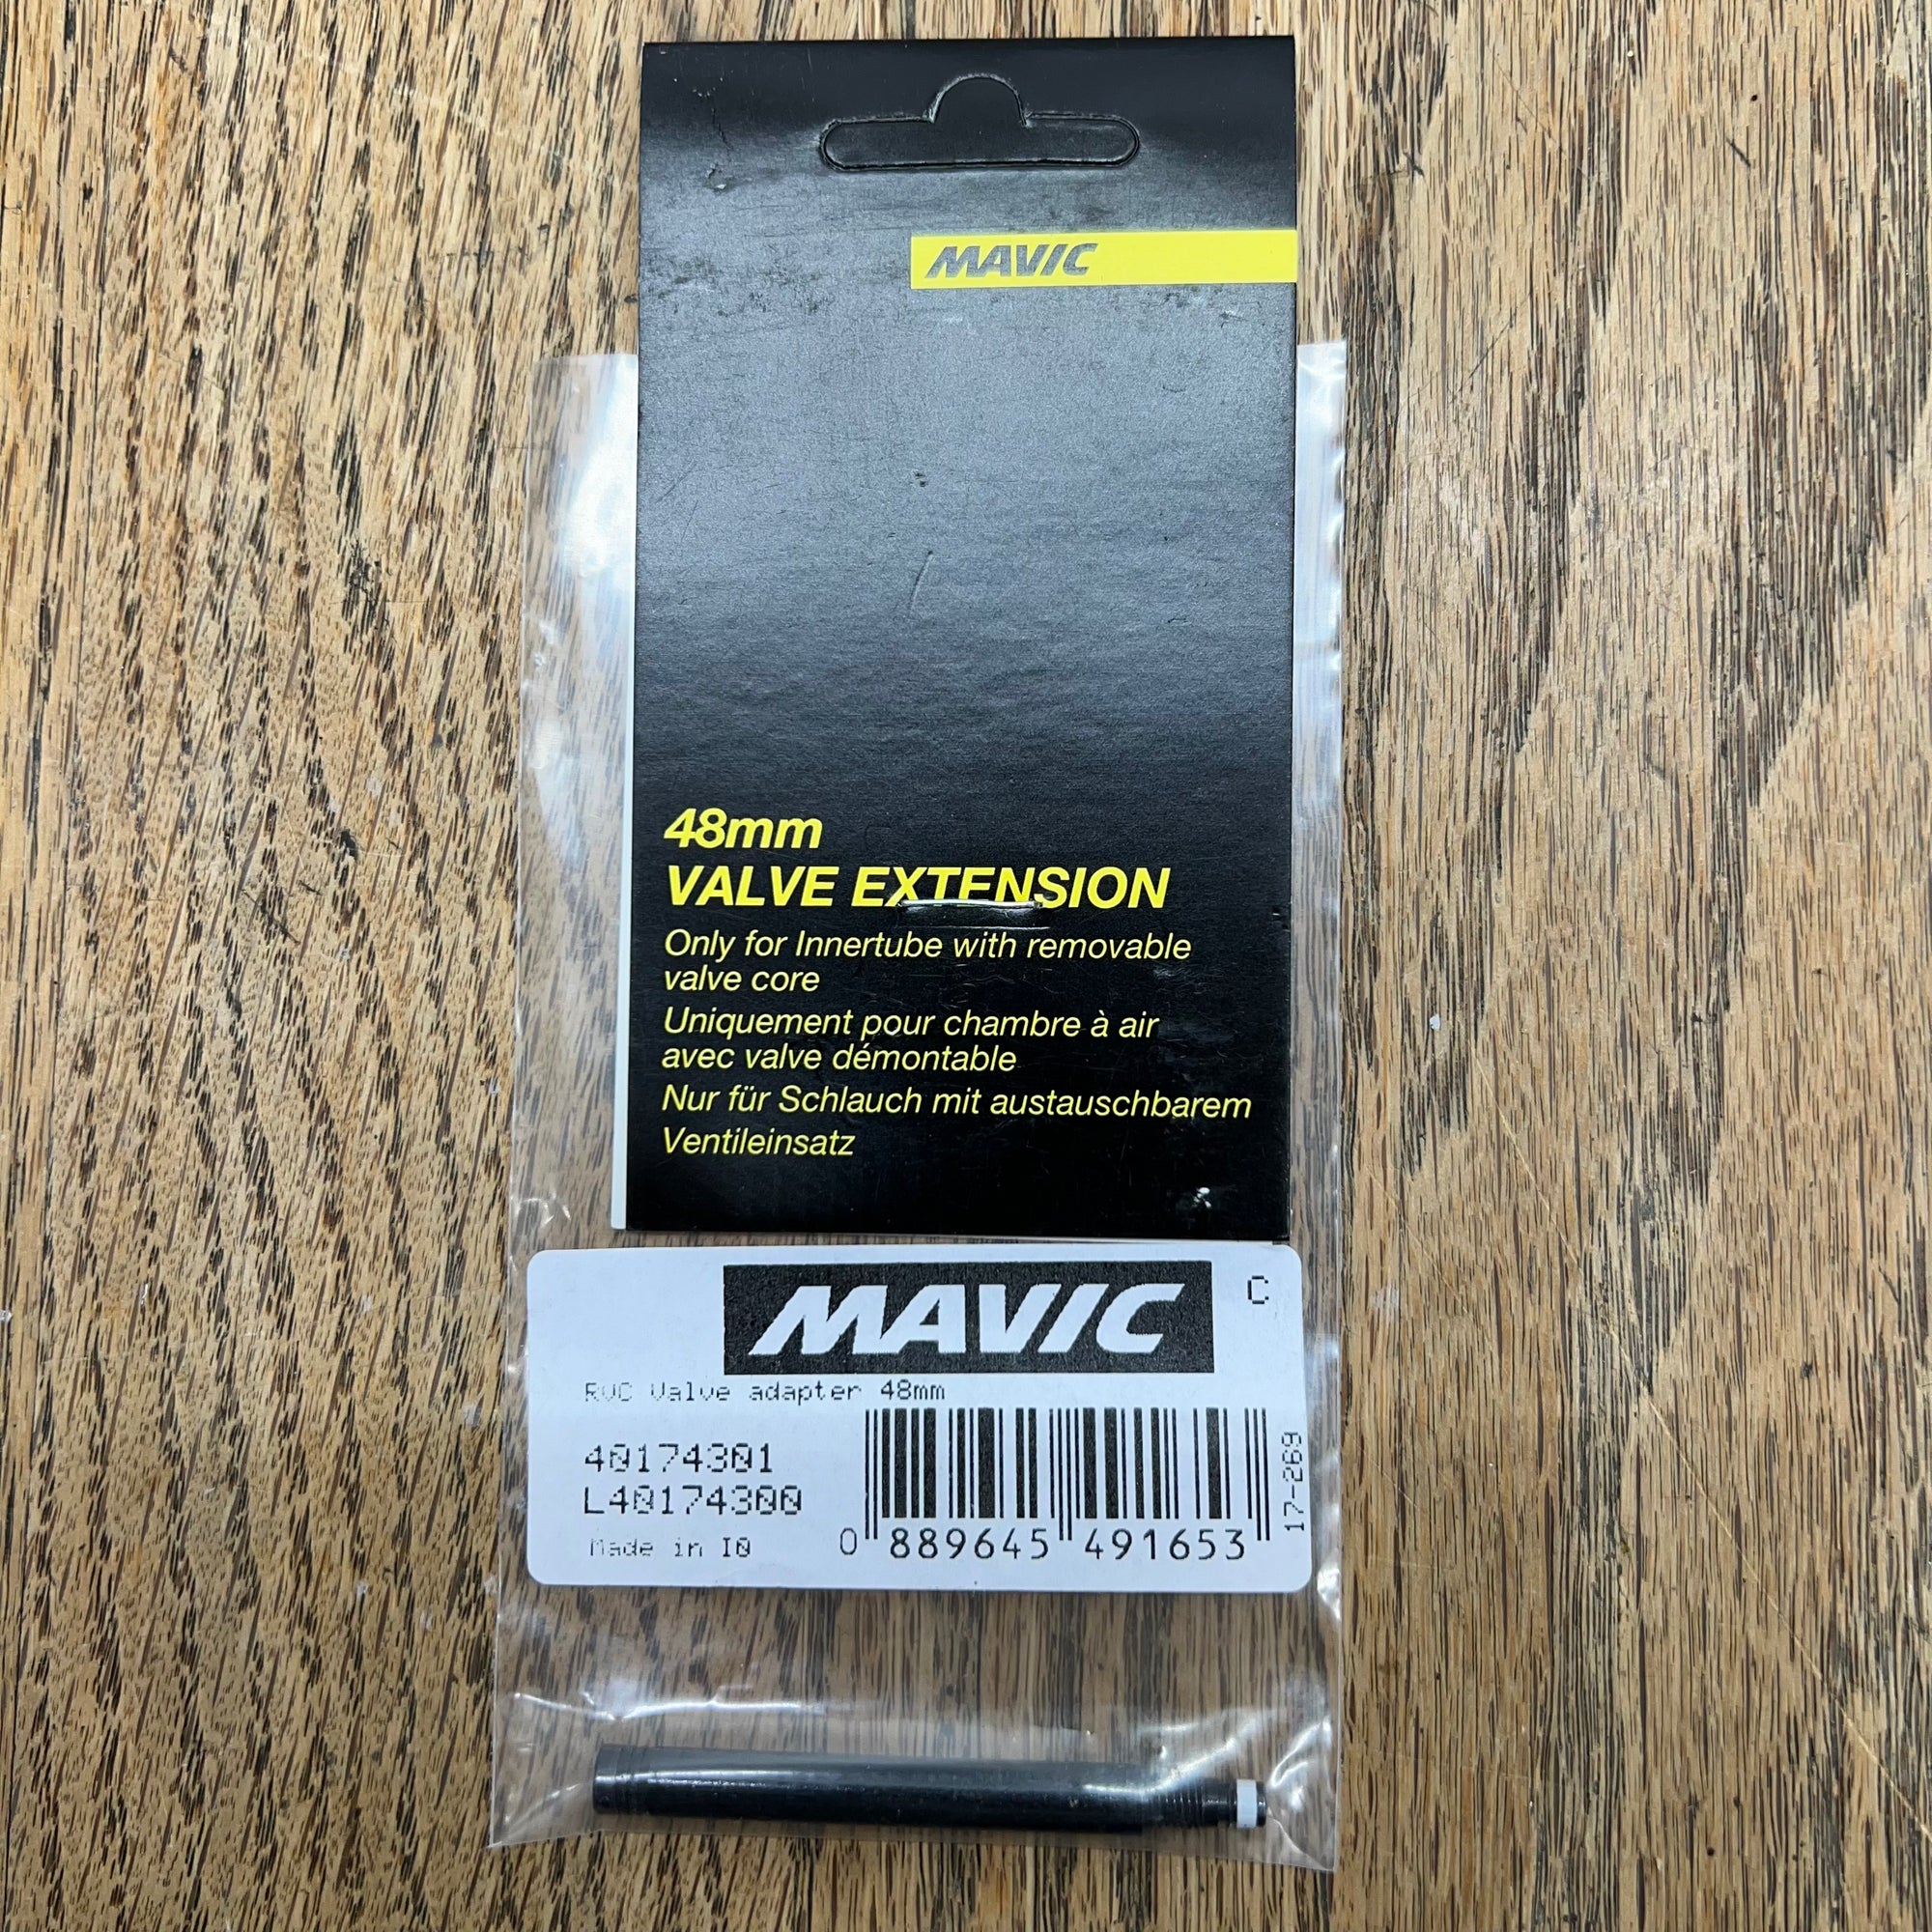 MAVIC
48mm
VALVE EXTENSION
Only for Innertube with removable
valve core
Uniquement pour chambre à air
avec valve démontable
Nur für Schlauch mit austauschbarem
Ventileinsatz
MAVIC C
RVC Valve adapter 48mm
40174301
L40174300
Made in I0
0 889645 491653
17-269